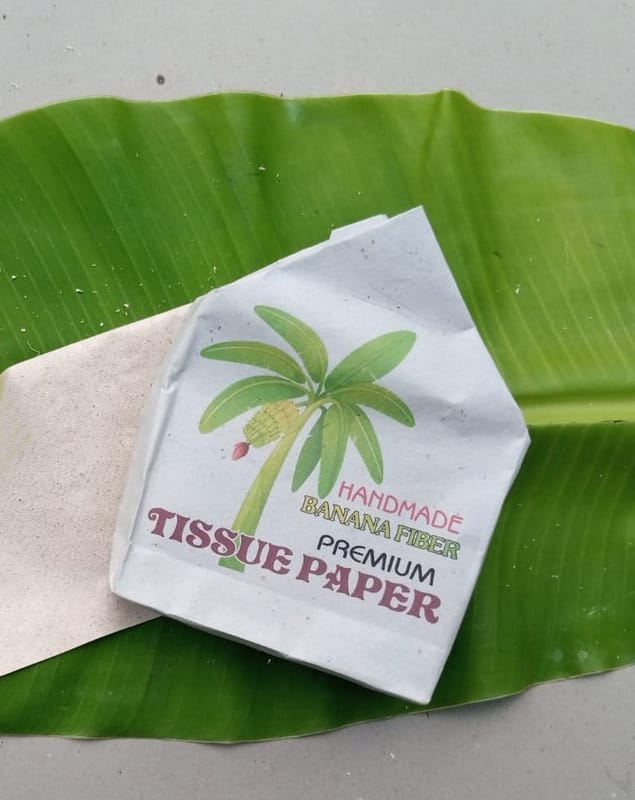 HANDMADE
BANANA FIBER
PREMIUM
TISSUE PAPER